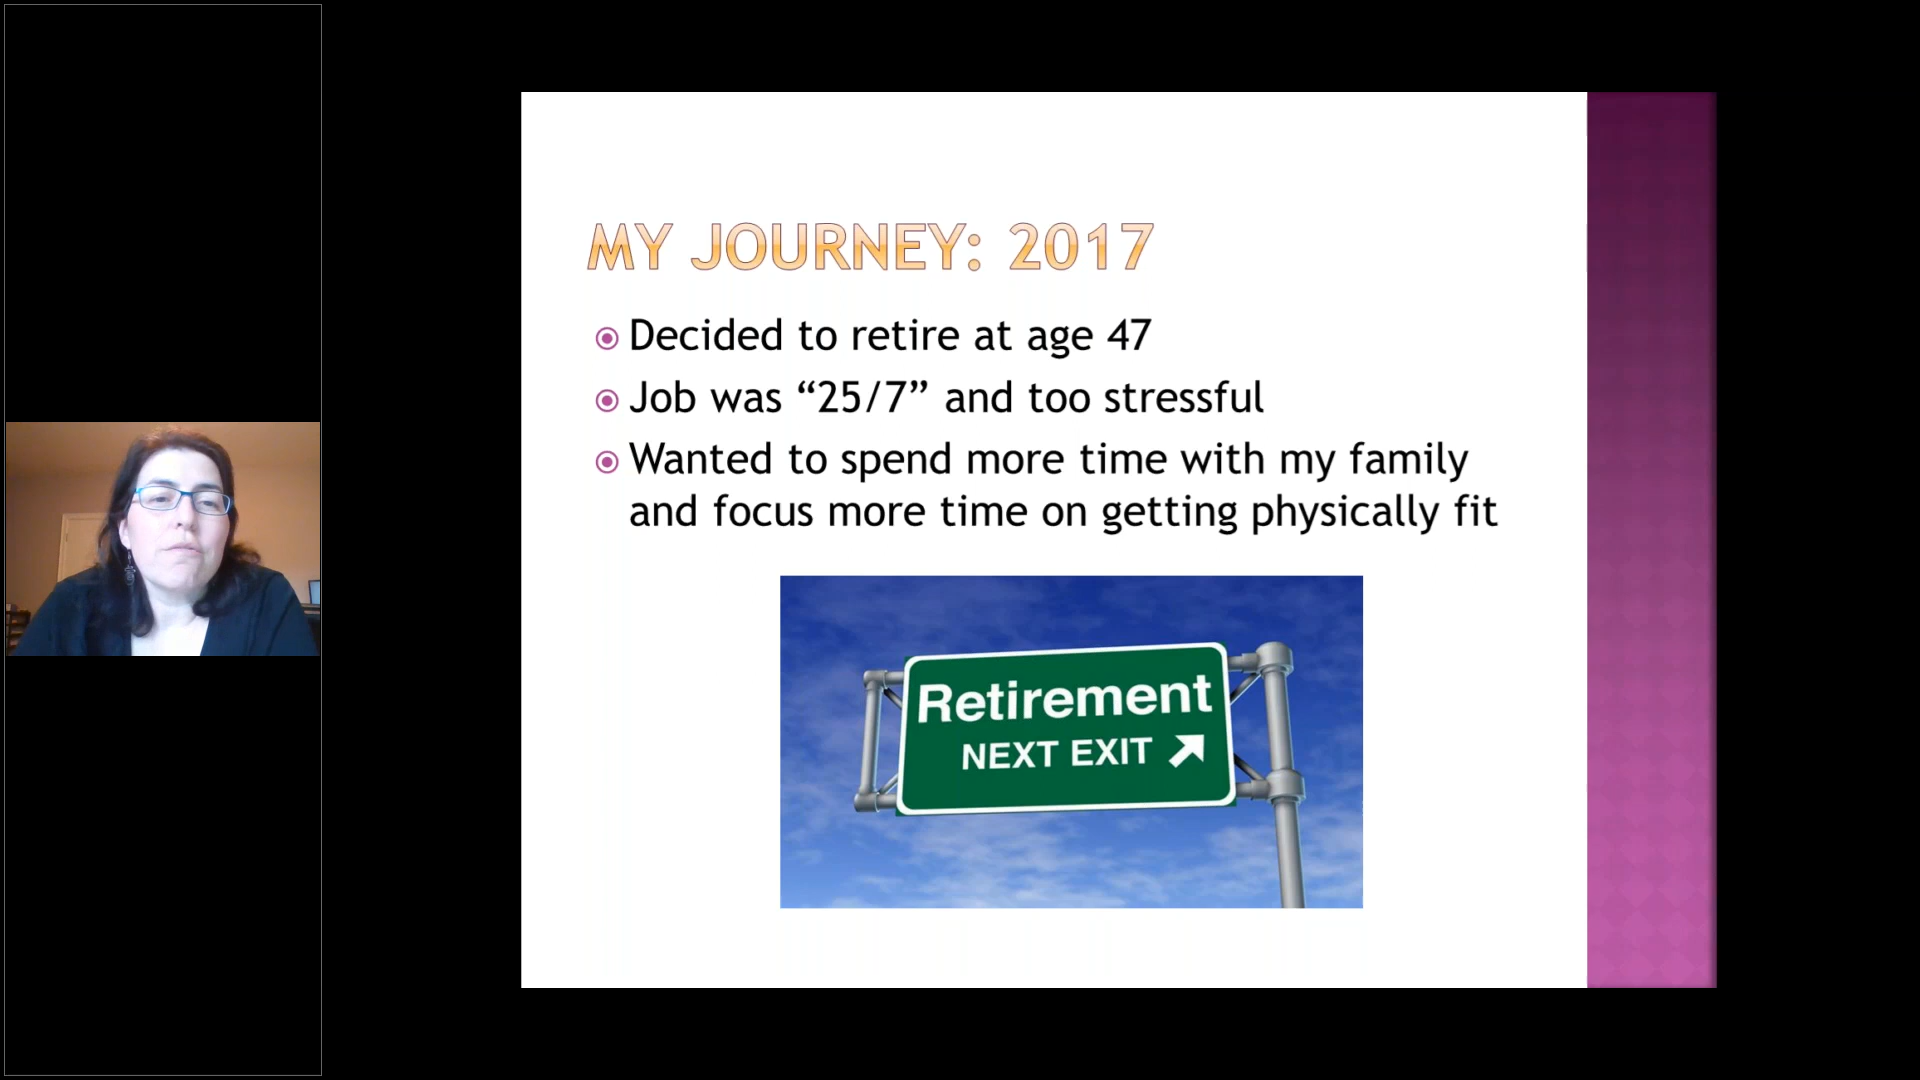 MY JOURNEY: 2017
Decided to retire at age 47
Job was “25/7” and too stressful
Wanted to spend more time with my family
and focus more time on getting physically fit
Retirement
NEXT EXIT